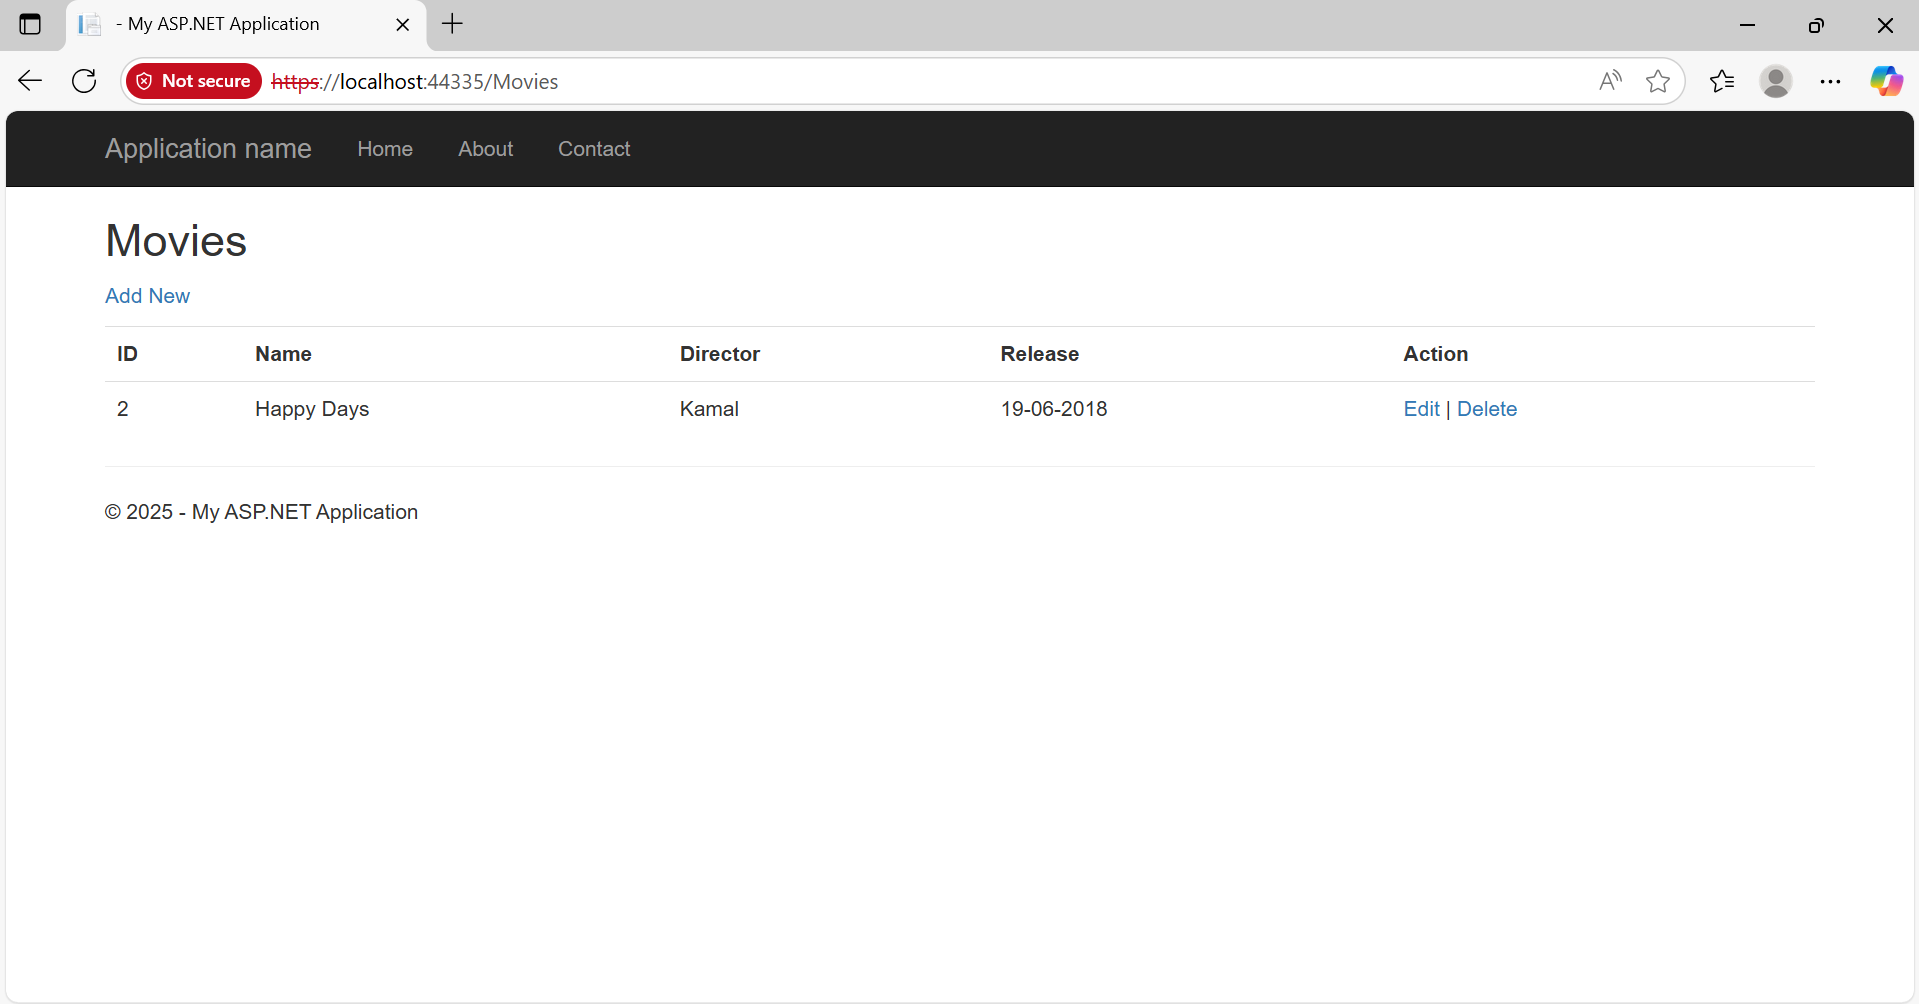 - My ASP.NET Application
Not secure https://localhost:44335/Movies
Application name Home About Contact
Movies
Add New
ID Name Director Release Action
2 Happy Days Kamal 19-06-2018 Edit | Delete
© 2025 - My ASP.NET Application